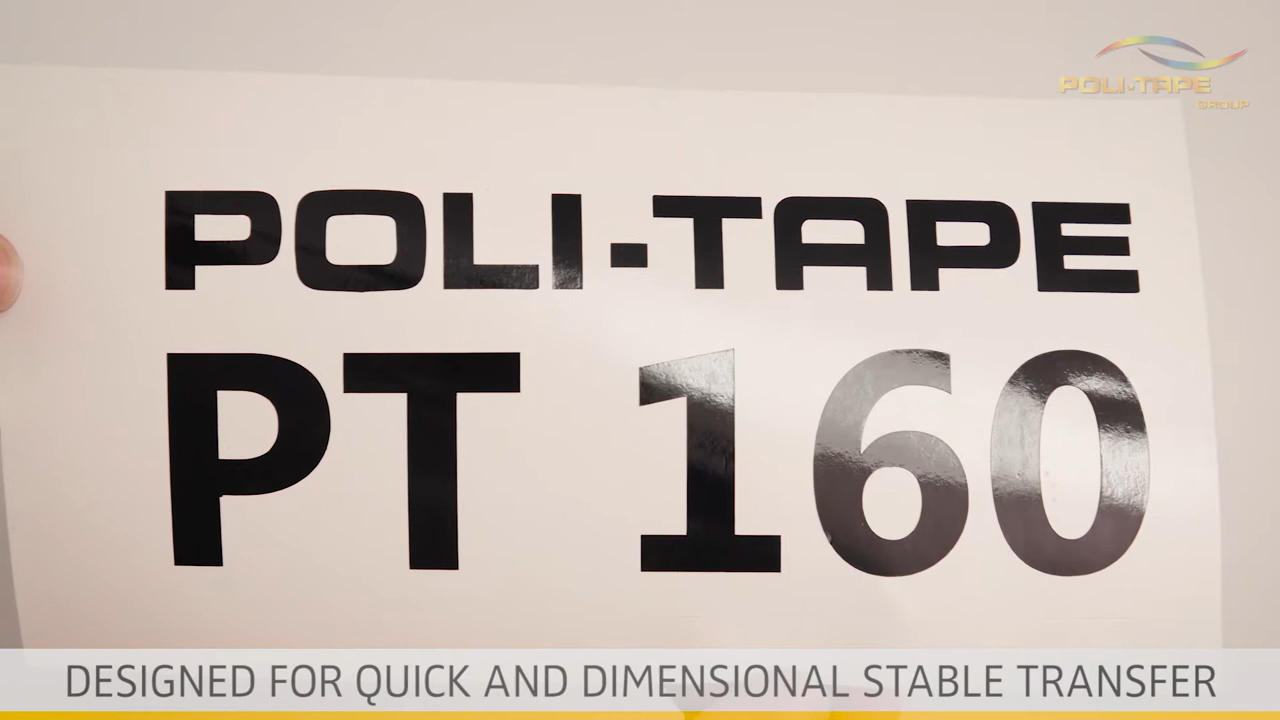 POLI-TAPE
GROUP
POLI-TAPE
PT 160
DESIGNED FOR QUICK AND DIMENSIONAL STABLE TRANSFER